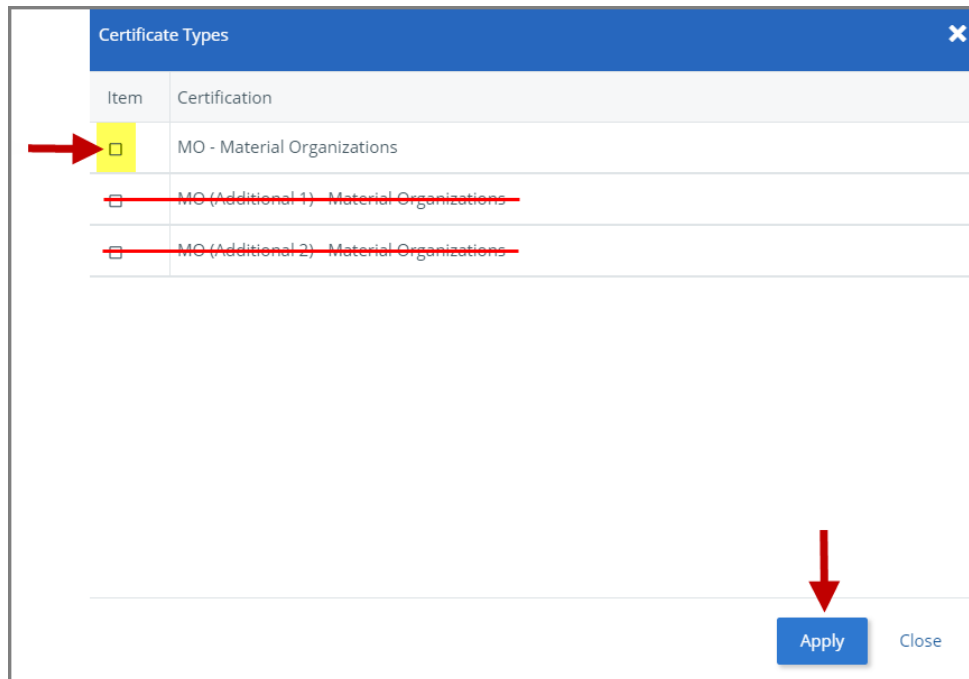 Certificate Types
Item Certification
MO - Material Organizations
MO (Additional 1) - Material Organizations
MO (Additional 2) - Material Organizations
Apply Close